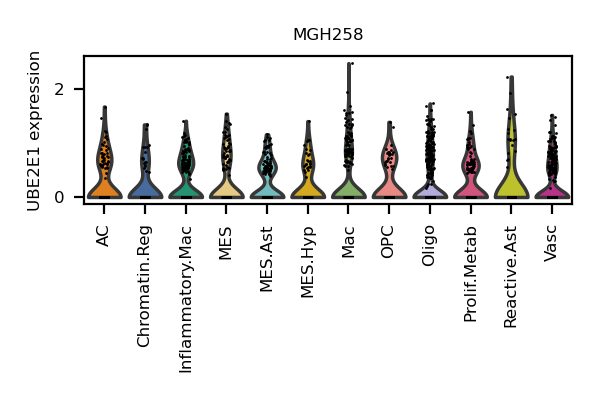 MGH258
UBE2E1 expression
2
0
AC
Chromatin.Reg
Inflammatory.Mac
MES
MES.Ast
MES.Hyp
Mac
OPC
Oligo
Prolif.Metab
Reactive.Ast
Vasc